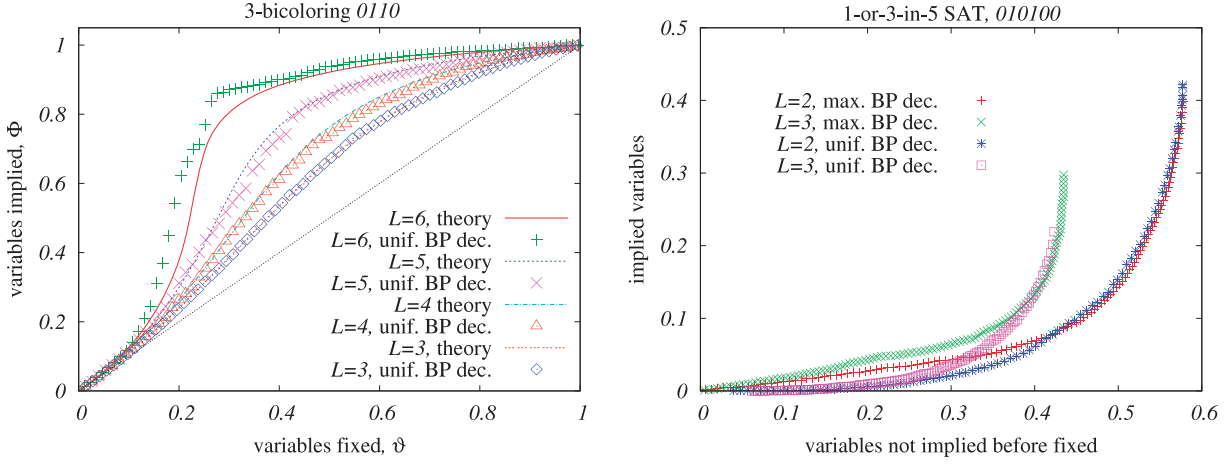 3-bicoloring 0110
variables implied, Φ
1
0.8
0.6
0.4
0.2
0
L=6, theory
L=6, unif. BP dec.
L=5, theory
L=5, unif. BP dec.
L=4 theory
L=4, unif. BP dec.
L=3, theory
L=3, unif. BP dec.
0 0.2 0.4 0.6 0.8 1
variables fixed, ϑ
1-or-3-in-5 SAT, 010100
implied variables
0.5
0.4
0.3
0.2
0.1
0
L=2, max. BP dec.
L=3, max. BP dec.
L=2, unif. BP dec.
L=3, unif. BP dec.
0 0.1 0.2 0.3 0.4 0.5 0.6
variables not implied before fixed